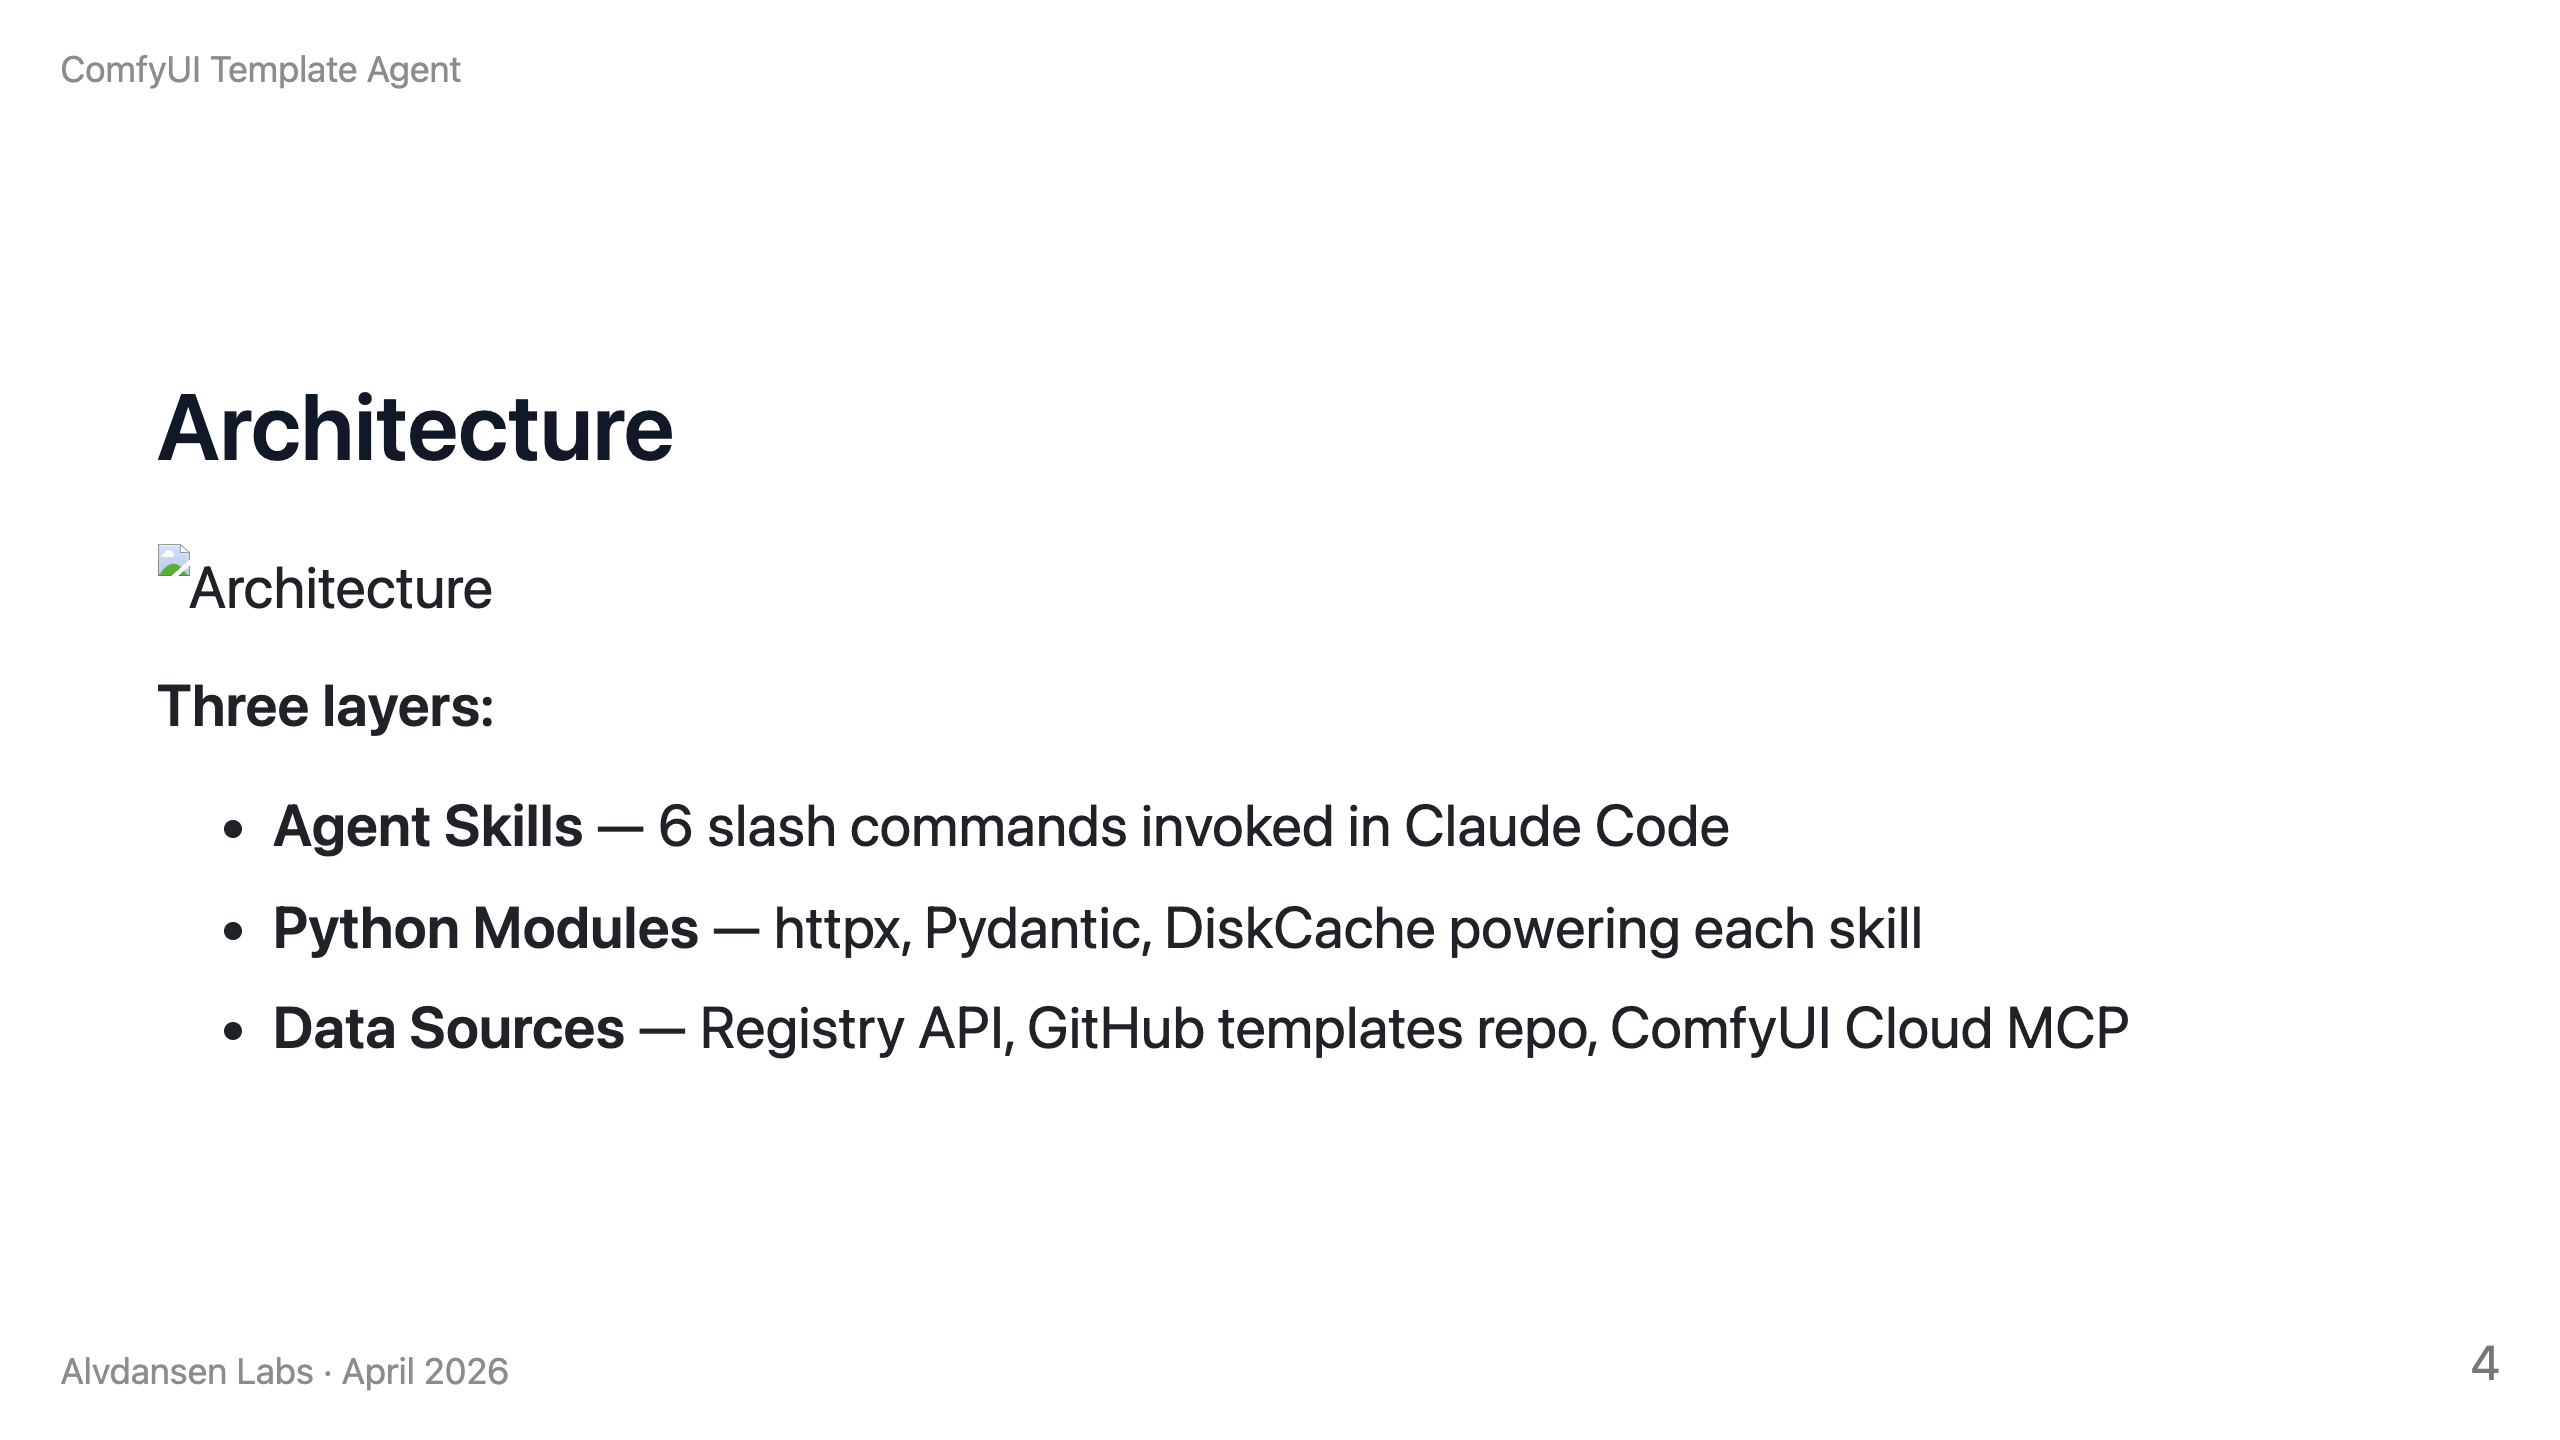 ComfyUI Template Agent
Architecture
Architecture
Three layers:
• Agent Skills — 6 slash commands invoked in Claude Code
• Python Modules — httpx, Pydantic, DiskCache powering each skill
• Data Sources — Registry API, GitHub templates repo, ComfyUI Cloud MCP
Alvdansen Labs · April 2026
4